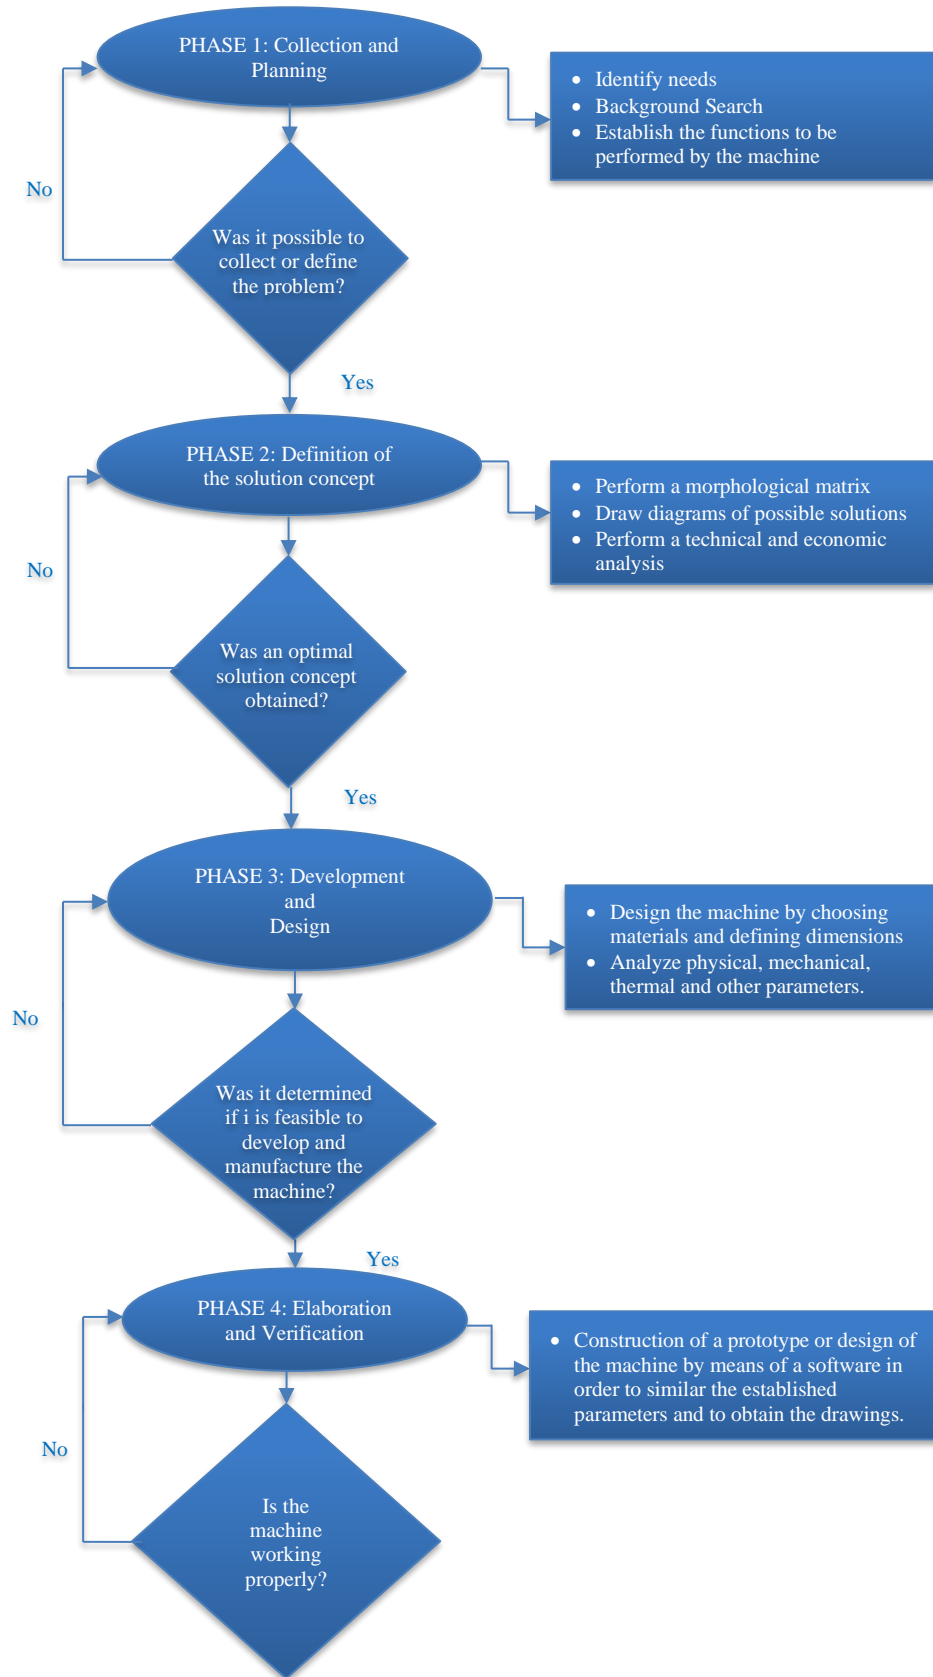 PHASE 1: Collection and
Planning
• Identify needs
• Background Search
• Establish the functions to be
performed by the machine
No
Was it possible to
collect or define
the problem?
Yes
PHASE 2: Definition of
the solution concept
• Perform a morphological matrix
• Draw diagrams of possible solutions
• Perform a technical and economic
analysis
No
Was an optimal
solution concept
obtained?
Yes
PHASE 3: Development
and
Design
• Design the machine by choosing
materials and defining dimensions
• Analyze physical, mechanical,
thermal and other parameters.
No
Was it determined
if i is feasible to
develop and
manufacture the
machine?
Yes
PHASE 4: Elaboration
and Verification
• Construction of a prototype or design of
the machine by means of a software in
order to similar the established
parameters and to obtain the drawings.
No
Is the
machine
working
properly?